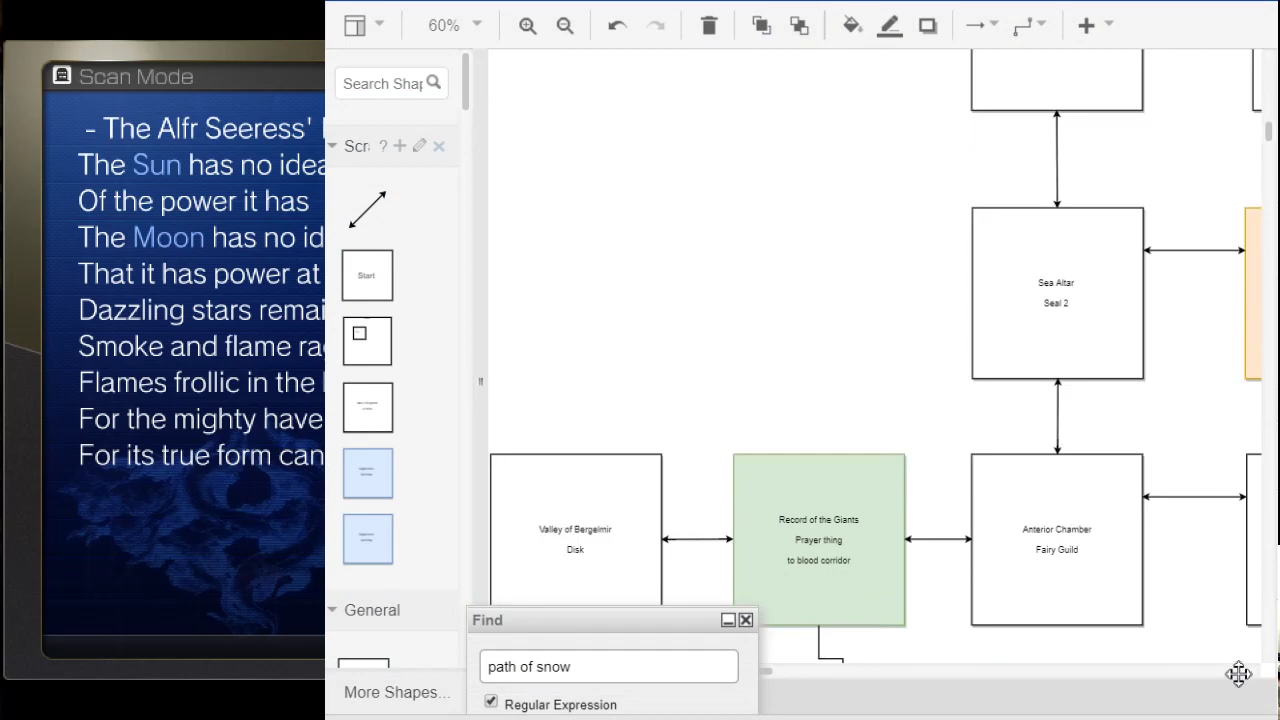 Scan Mode
- The Alfr Seeress'
The Sun has no idea
Of the power it has
The Moon has no id
That it has power at
Dazzling stars remai
Smoke and flame ra
Flames frollic in the
For the mighty have
For its true form can
60%
Search Shap
Scr
?
Start
General
More Shapes...
Sea Altar
Seal 2
Valley of Bergelmir
Disk
Record of the Giants
Prayer thing
to blood corridor
Anterior Chamber
Fairy Guild
Find
path of snow
Regular Expression